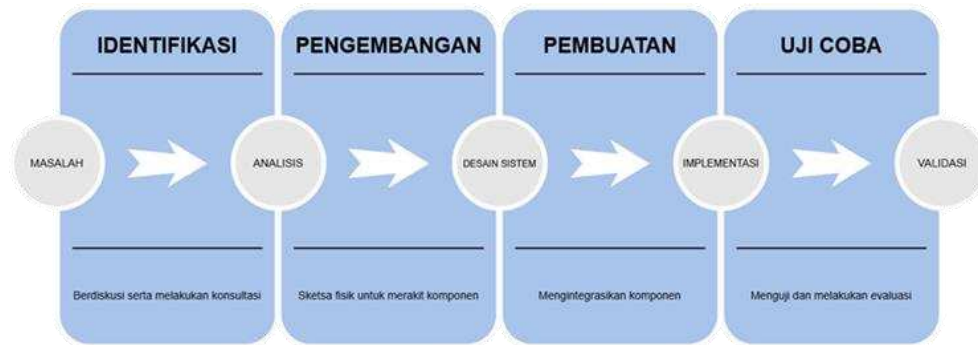 IDENTIFIKASI
PENGEMBANGAN
PEMBUATAN
UJI COBA
MASALAH
ANALISIS
DESAIN SISTEM
IMPLEMENTASI
VALIDASI
Berdiskusi serta melakukan konsultasi
Sketsa fisik untuk merakit komponen
Mengintegrasikan komponen
Menguji dan melakukan evaluasi